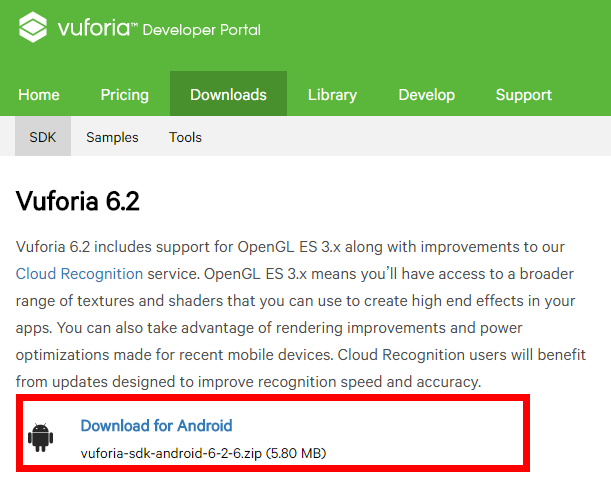 vuforia™ Developer Portal
Home Pricing Downloads Library Develop Support
SDK Samples Tools
Vuforia 6.2
Vuforia 6.2 includes support for OpenGL ES 3.x along with improvements to our
Cloud Recognition service. OpenGL ES 3.x means you'll have access to a broader
range of textures and shaders that you can use to create high end effects in your
apps. You can also take advantage of rendering improvements and power
optimizations made for recent mobile devices. Cloud Recognition users will benefit
from updates designed to improve recognition speed and accuracy.
Download for Android
vuforia-sdk-android-6-2-6.zip (5.80 MB)